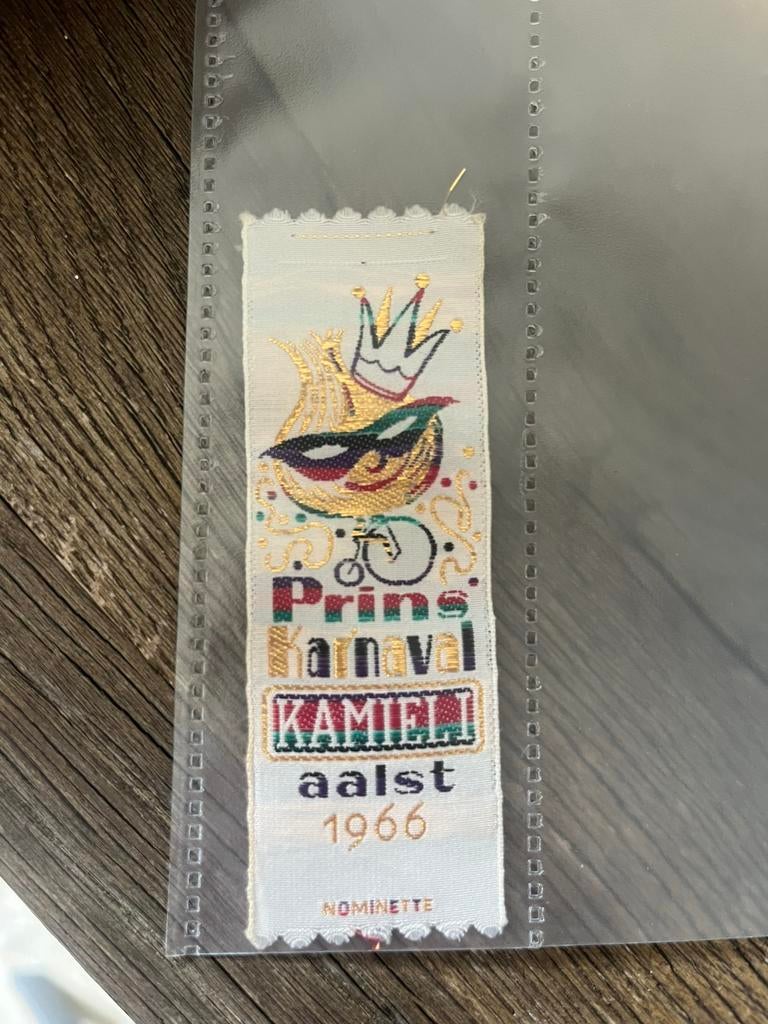 Prins
Karnaval
KAMIEL I
aalst
1966
NOMINETTE